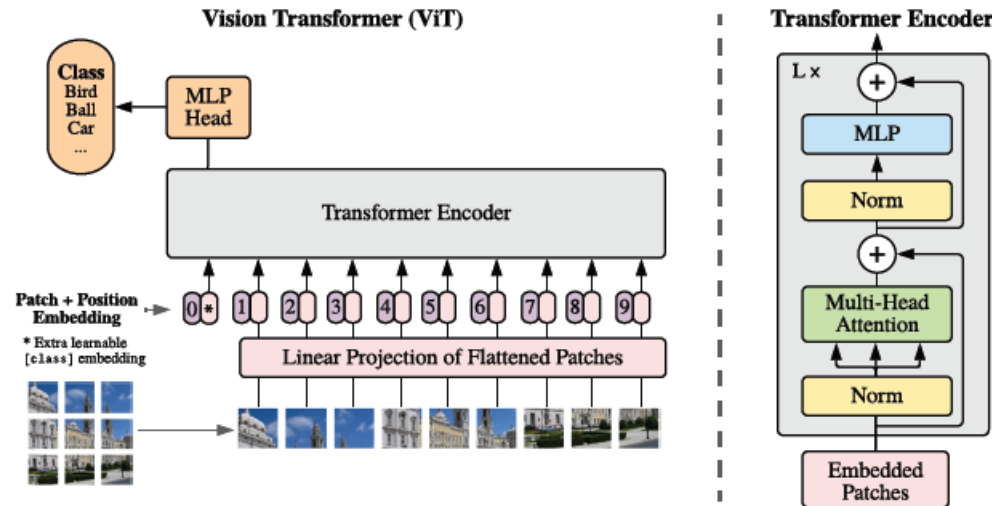 Vision Transformer (ViT)
Class
Bird
Ball
Car
...
MLP
Head
Transformer Encoder
Patch + Position
Embedding
0 * 1 2 3 4 5 6 7 8 9
* Extra learnable
[class] embedding
Linear Projection of Flattened Patches
Transformer Encoder
L ×
+
MLP
Norm
+
Multi-Head
Attention
Norm
Embedded
Patches